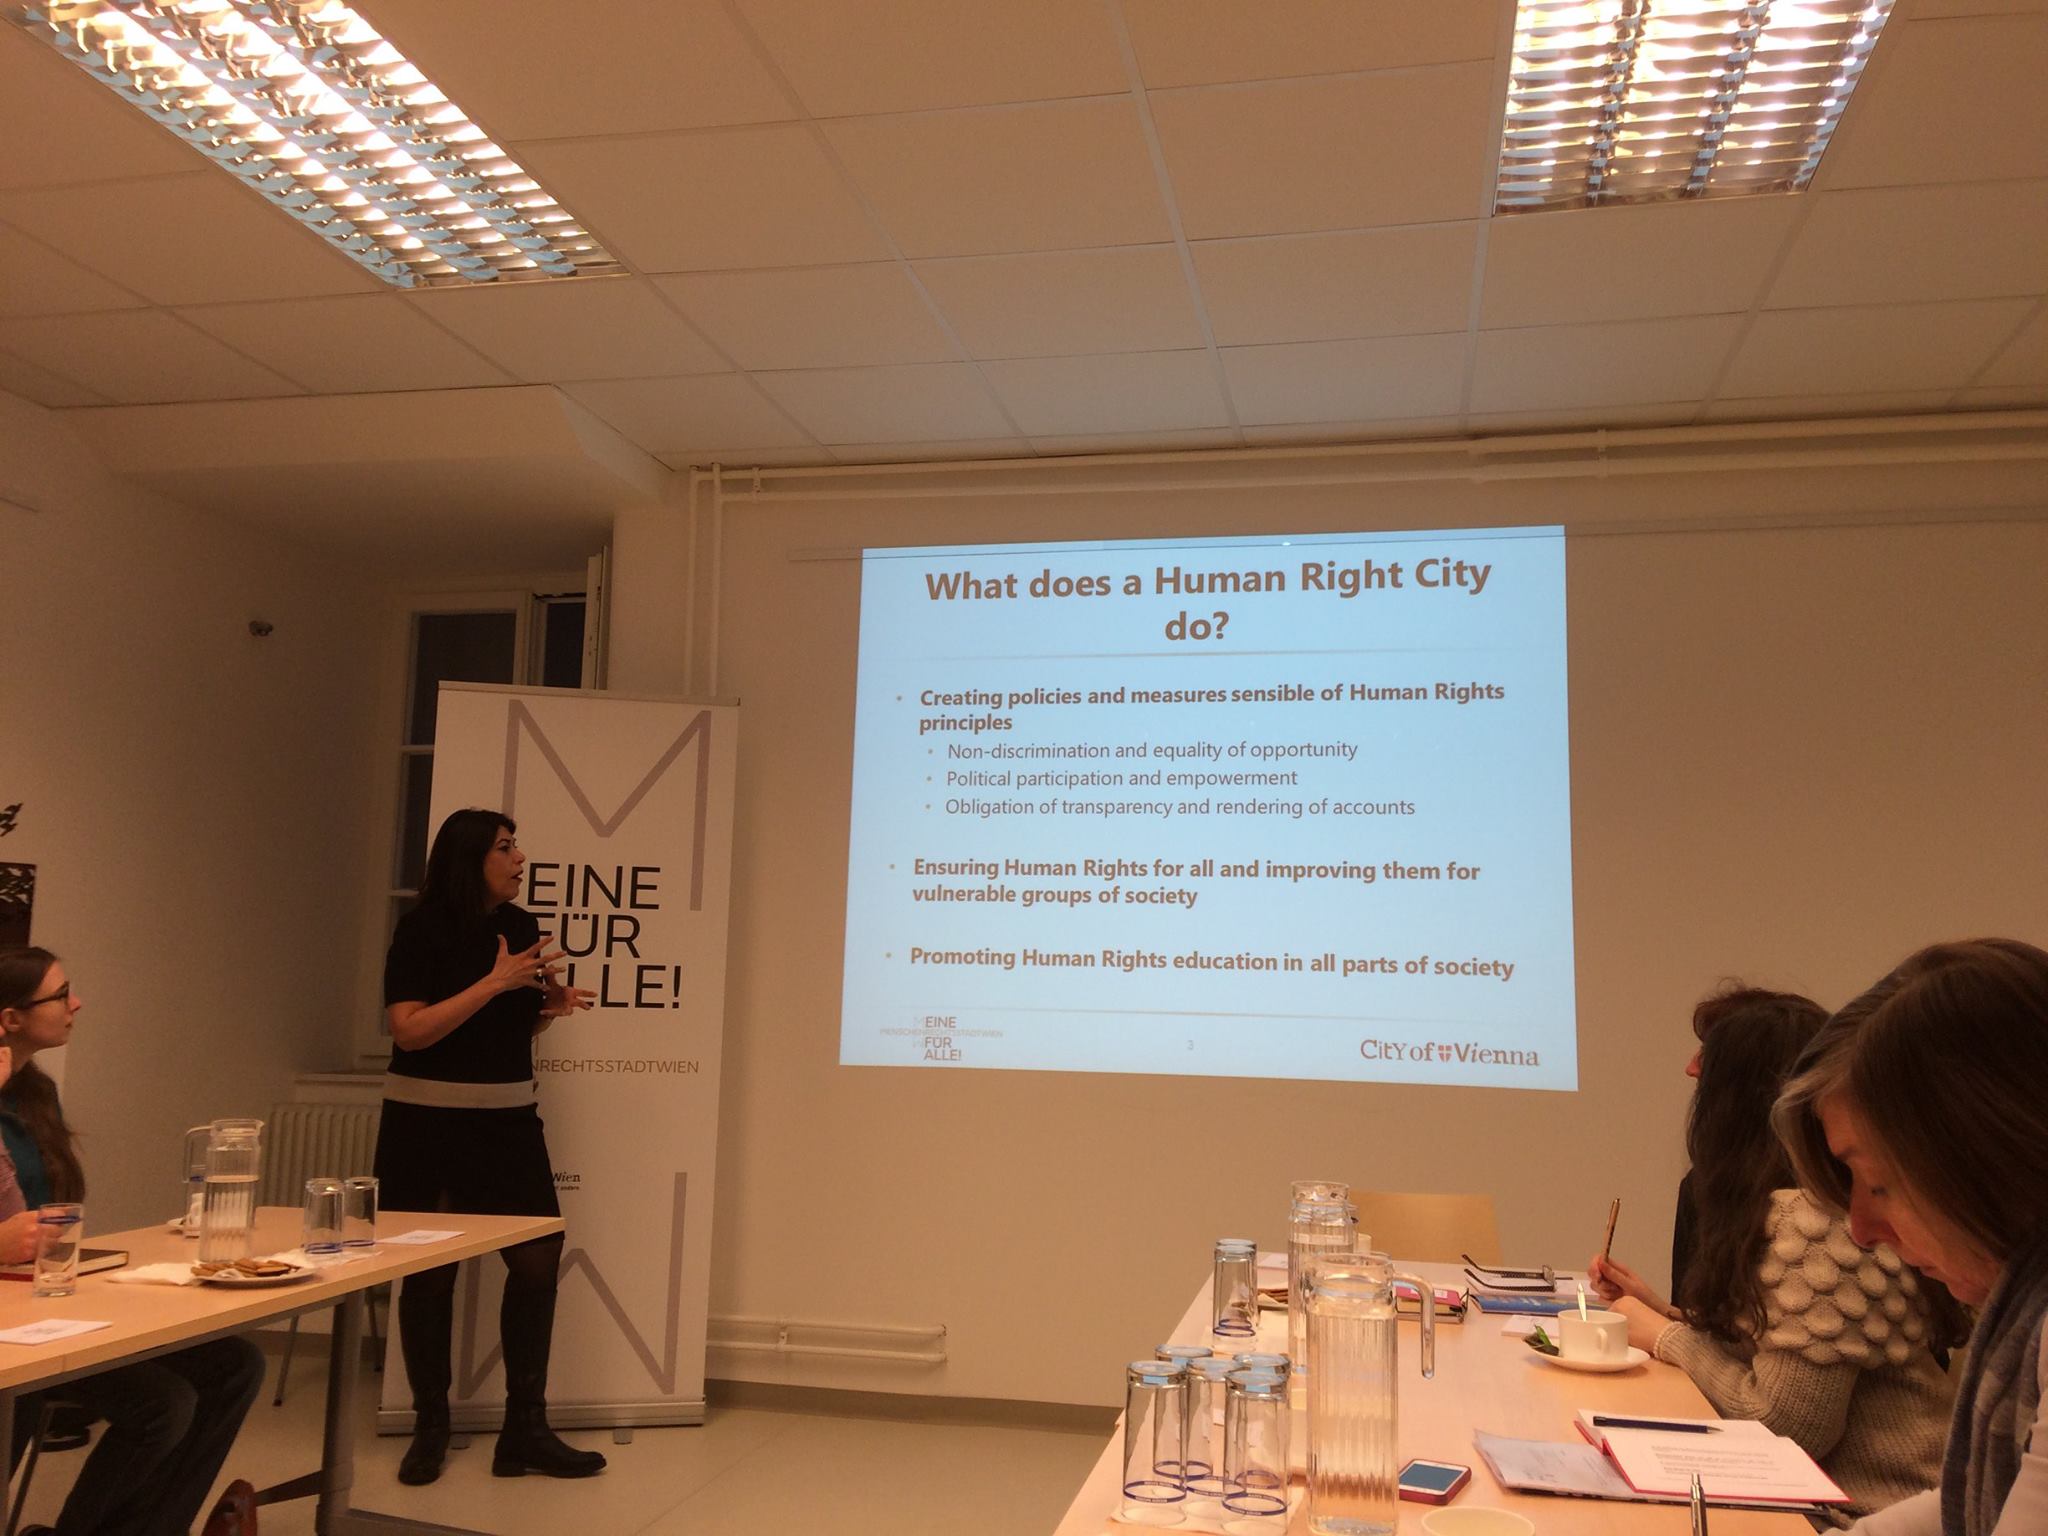 What does a Human Right City
do?
• Creating policies and measures sensible of Human Rights
principles
• Non-discrimination and equality of opportunity
• Political participation and empowerment
• Obligation of transparency and rendering of accounts
• Ensuring Human Rights for all and improving them for
vulnerable groups of society
• Promoting Human Rights education in all parts of society
MEINE
MENSCHENRECHTSSTADTWIEN
FÜR
ALLE!
3
CitY of Vienna
M
EINE
FÜR
LLE!
NRECHTSSTADTWIEN
Wien
W